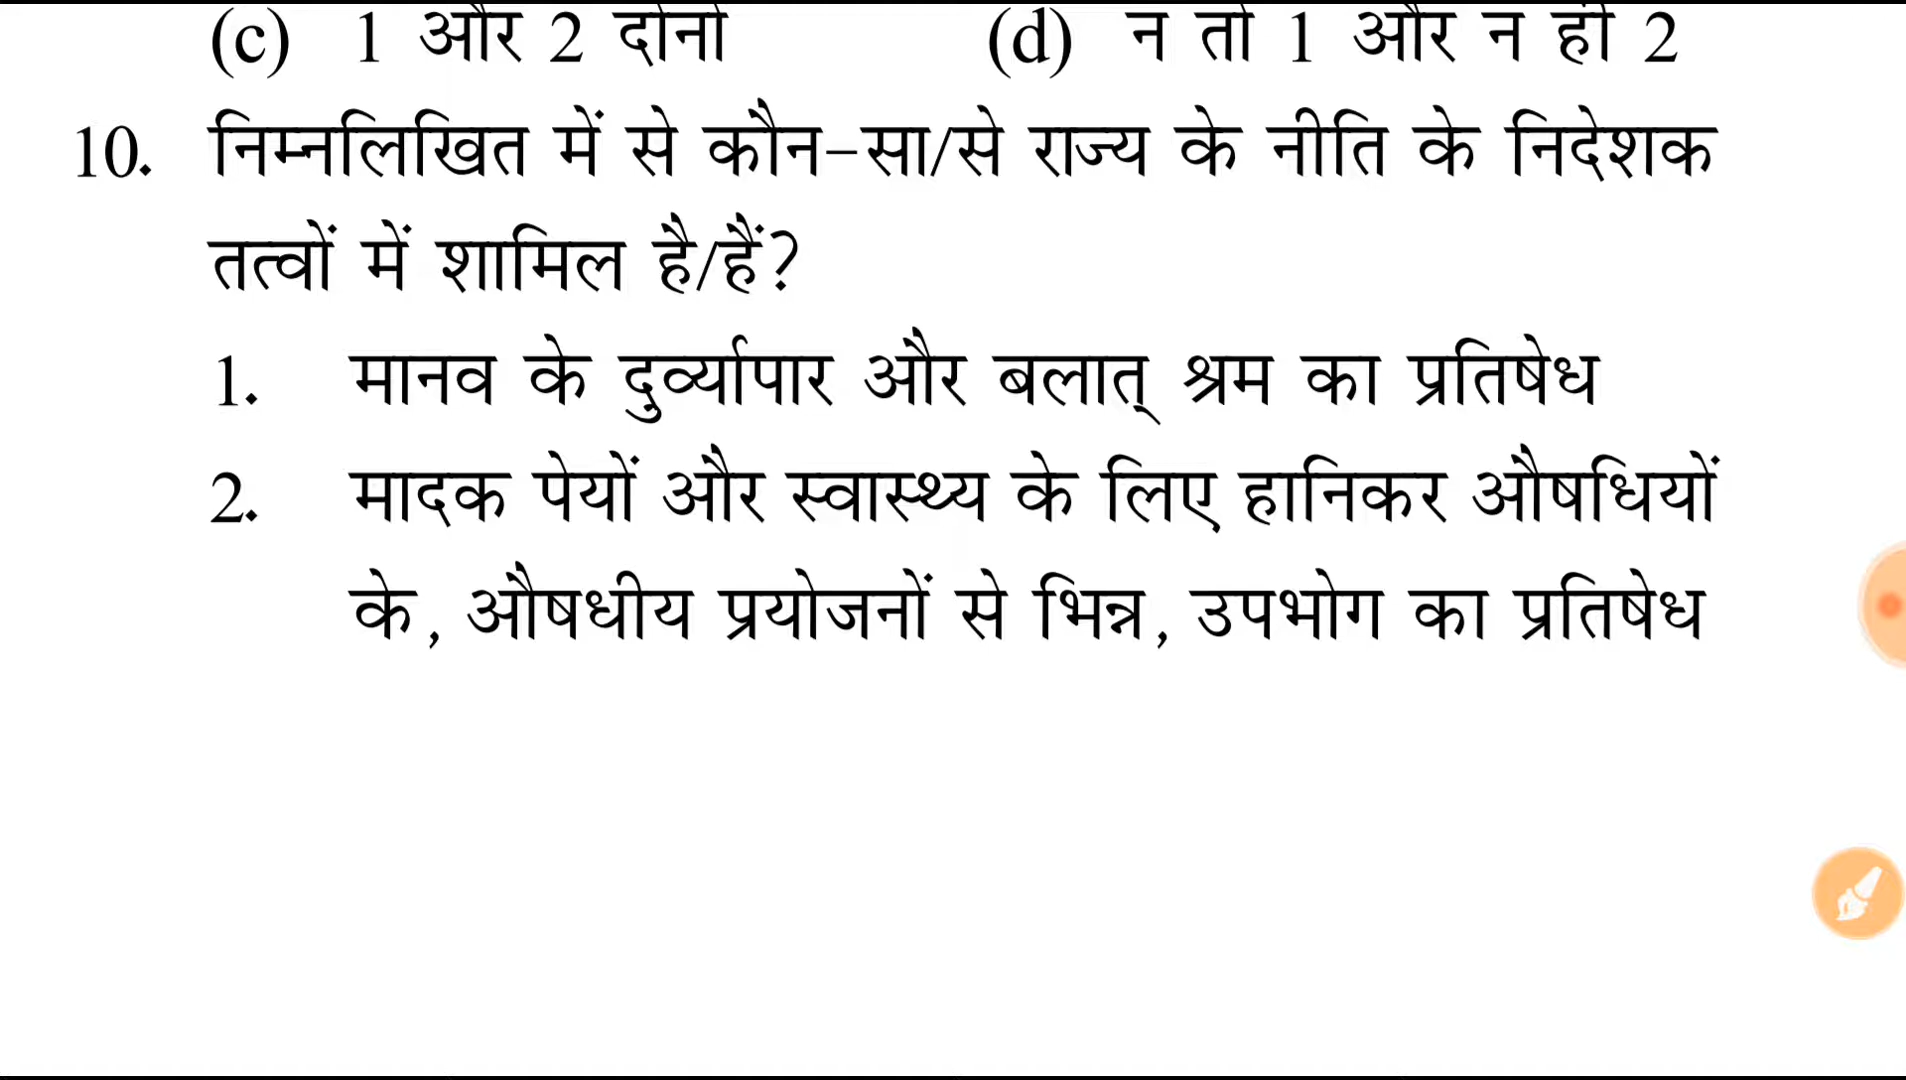 (c) 1 और 2 दोनों (d) न तो 1 और न ही 2
10. निम्नलिखित में से कौन-सा/से राज्य के नीति के निदेशक
तत्वों में शामिल है/हैं?
1. मानव के दुर्व्यापार और बलात् श्रम का प्रतिषेध
2. मादक पेयों और स्वास्थ्य के लिए हानिकर औषधियों
के, औषधीय प्रयोजनों से भिन्न, उपभोग का प्रतिषेध